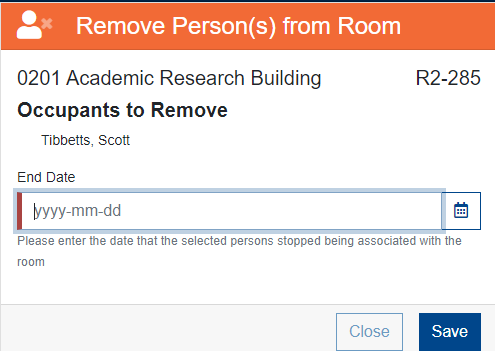 Remove Person(s) from Room
0201 Academic Research Building R2-285
Occupants to Remove
Tibbetts, Scott
End Date
yyyy-mm-dd
Please enter the date that the selected persons stopped being associated with the
room
Close Save